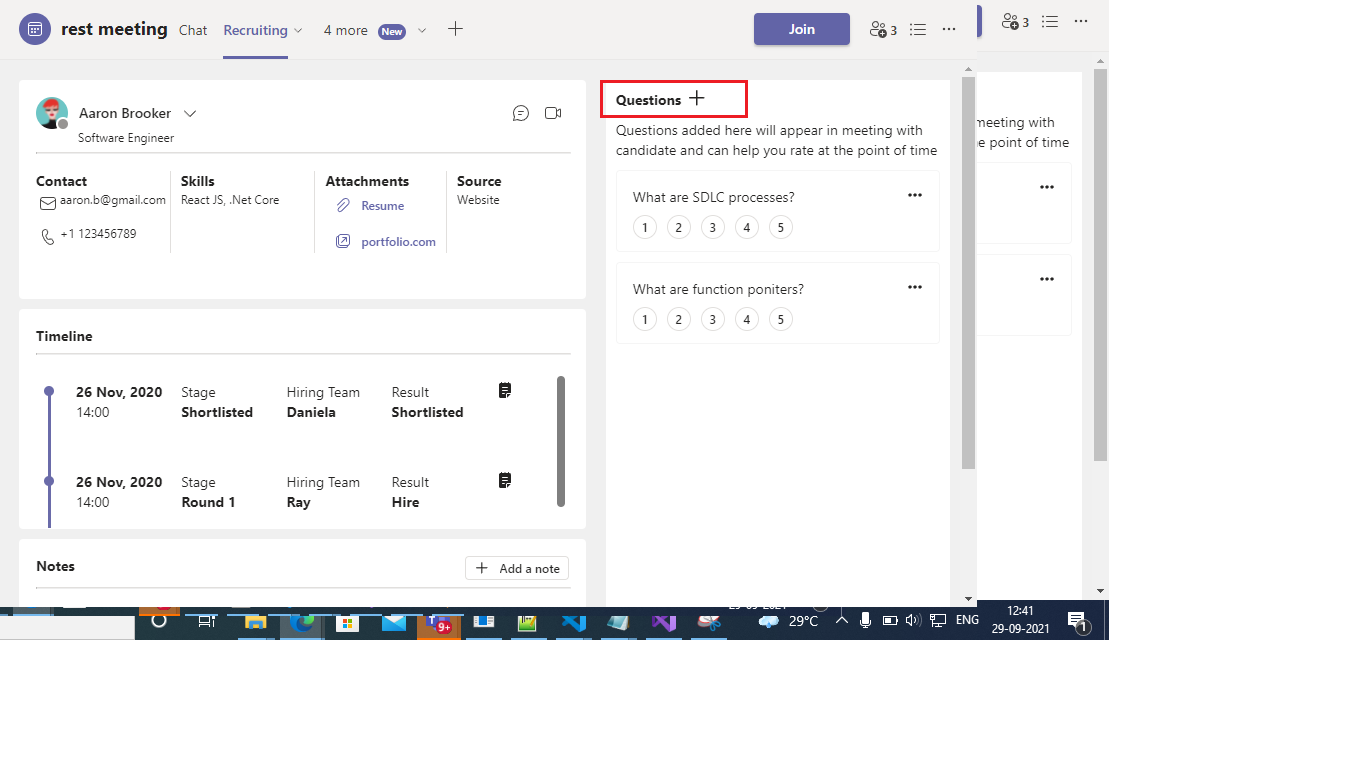 rest meeting Chat Recruiting 4 more New Join 3
3
Aaron Brooker
Software Engineer
Contact
aaron.b@gmail.com
+1 123456789
Skills
React JS, .Net Core
Attachments
Resume
portfolio.com
Source
Website
Timeline
26 Nov, 2020 Stage Hiring Team Result
14:00 Shortlisted Daniela Shortlisted
26 Nov, 2020 Stage Hiring Team Result
14:00 Round 1 Ray Hire
Notes Add a note
Questions
Questions added here will appear in meeting with
candidate and can help you rate at the point of time
What are SDLC processes?
1 2 3 4 5
What are function poniters?
1 2 3 4 5
meeting with
e point of time
9+
29°C ENG
12:41
29-09-2021
1